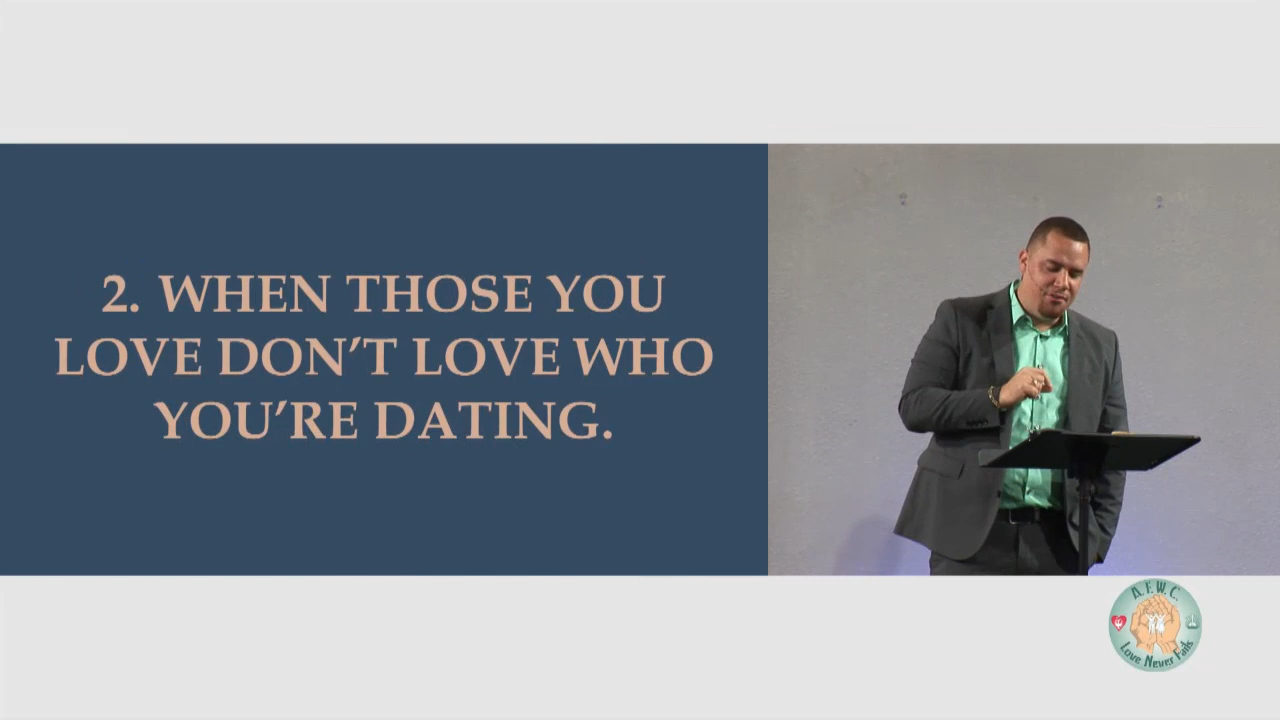 2. WHEN THOSE YOU
LOVE DON’T LOVE WHO
YOU’RE DATING.
A.F.W.C.
Love Never Fails